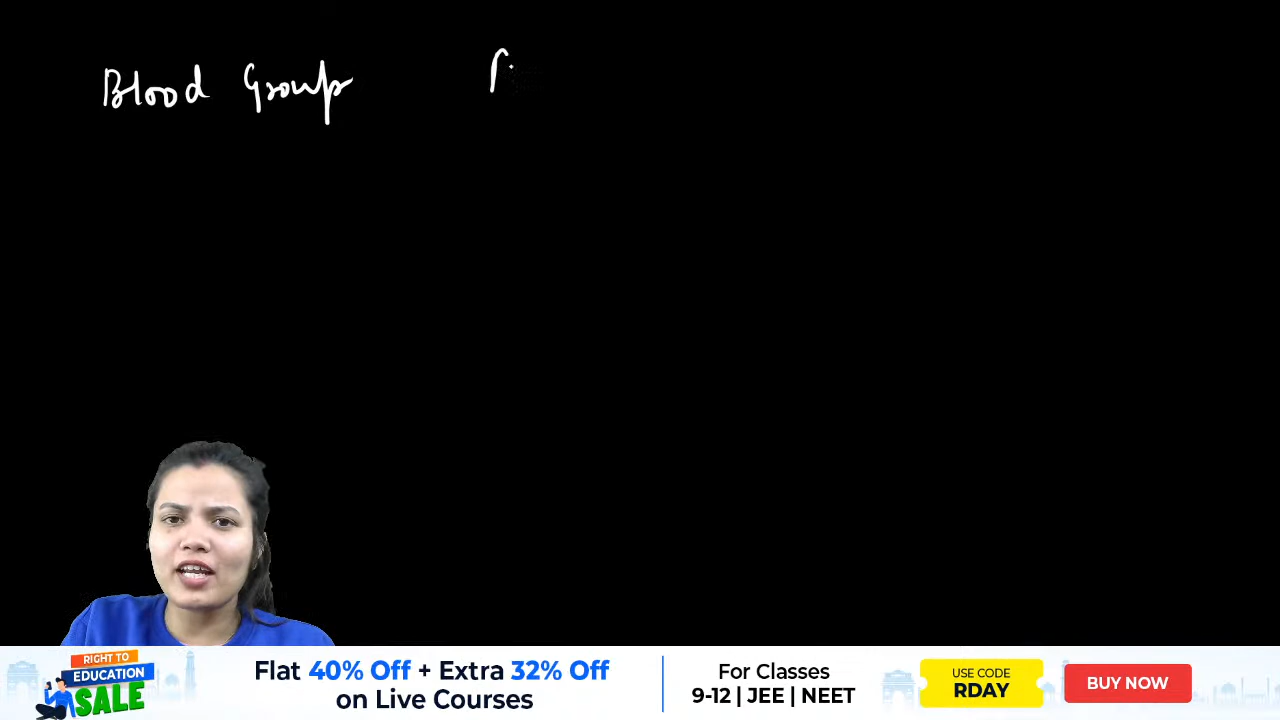 Blood Group
RIGHT TO
EDUCATION
SALE
Flat 40% Off + Extra 32% Off
on Live Courses
For Classes
9-12 | JEE | NEET
USE CODE
RDAY
BUY NOW